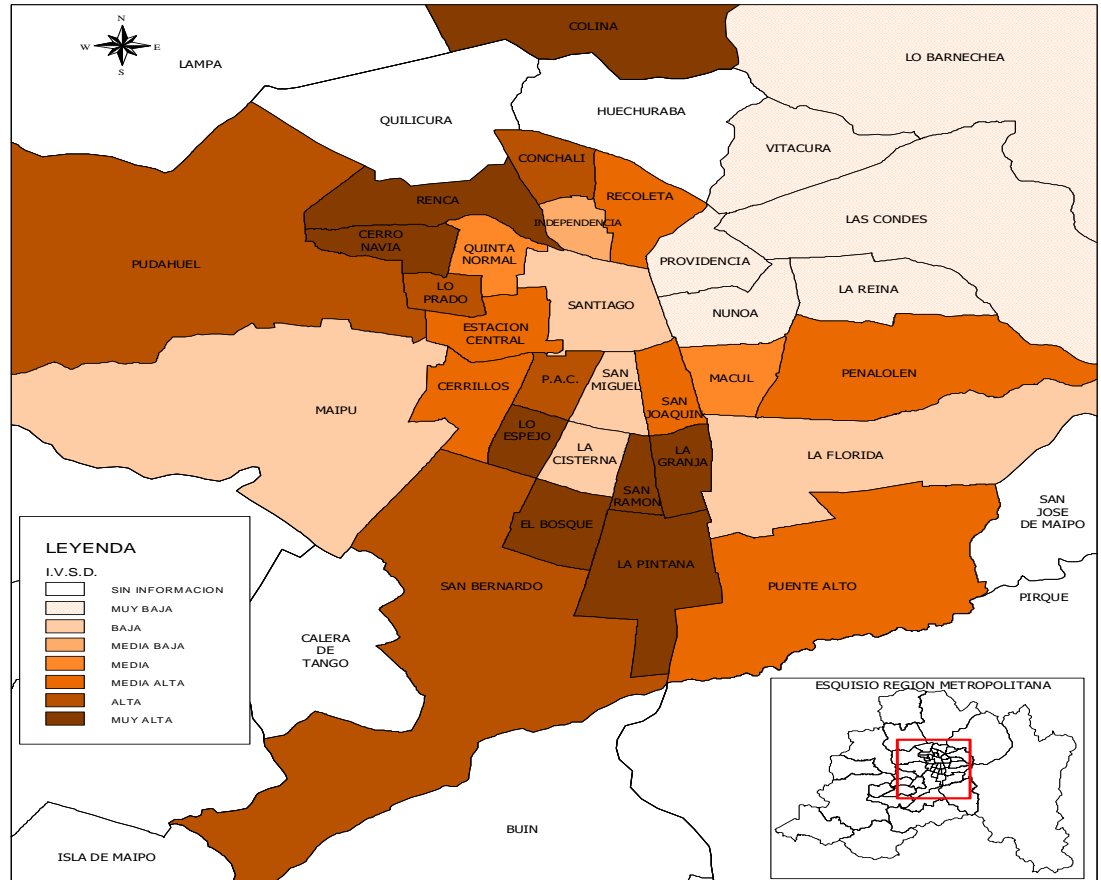 N
W
E
S
COLINA
LAMPA
LO BARNECHEA
QUILICURA
HUECHURABA
VITACURA
CONCHALI
RENCA
RECOLETA
INDEPENDENCIA
LAS CONDES
CERRO
NAVIA
QUINTA
NORMAL
PUDAHUEL
PROVIDENCIA
LO
PRADO
LA REINA
SANTIAGO
NUNOA
ESTACION
CENTRAL
CERRILLOS
P.A.C.
SAN
MIGUEL
MACUL
PENALOLEN
SAN
JOAQUIN
MAIPU
LO
ESPEJO
LA
CISTERNA
LA
GRANJA
LA FLORIDA
SAN
RAMON
SAN
JOSE
DE MAIPO
EL BOSQUE
LA PINTANA
SAN BERNARDO
PUENTE ALTO
PIRQUE
CALERA
DE
TANGO
BUIN
ISLA DE MAIPO
LEYENDA
I.V.S.D.
SIN INFORMACION
MUY BAJA
BAJA
MEDIA BAJA
MEDIA
MEDIA ALTA
ALTA
MUY ALTA
ESQUISIO REGION METROPOLITANA